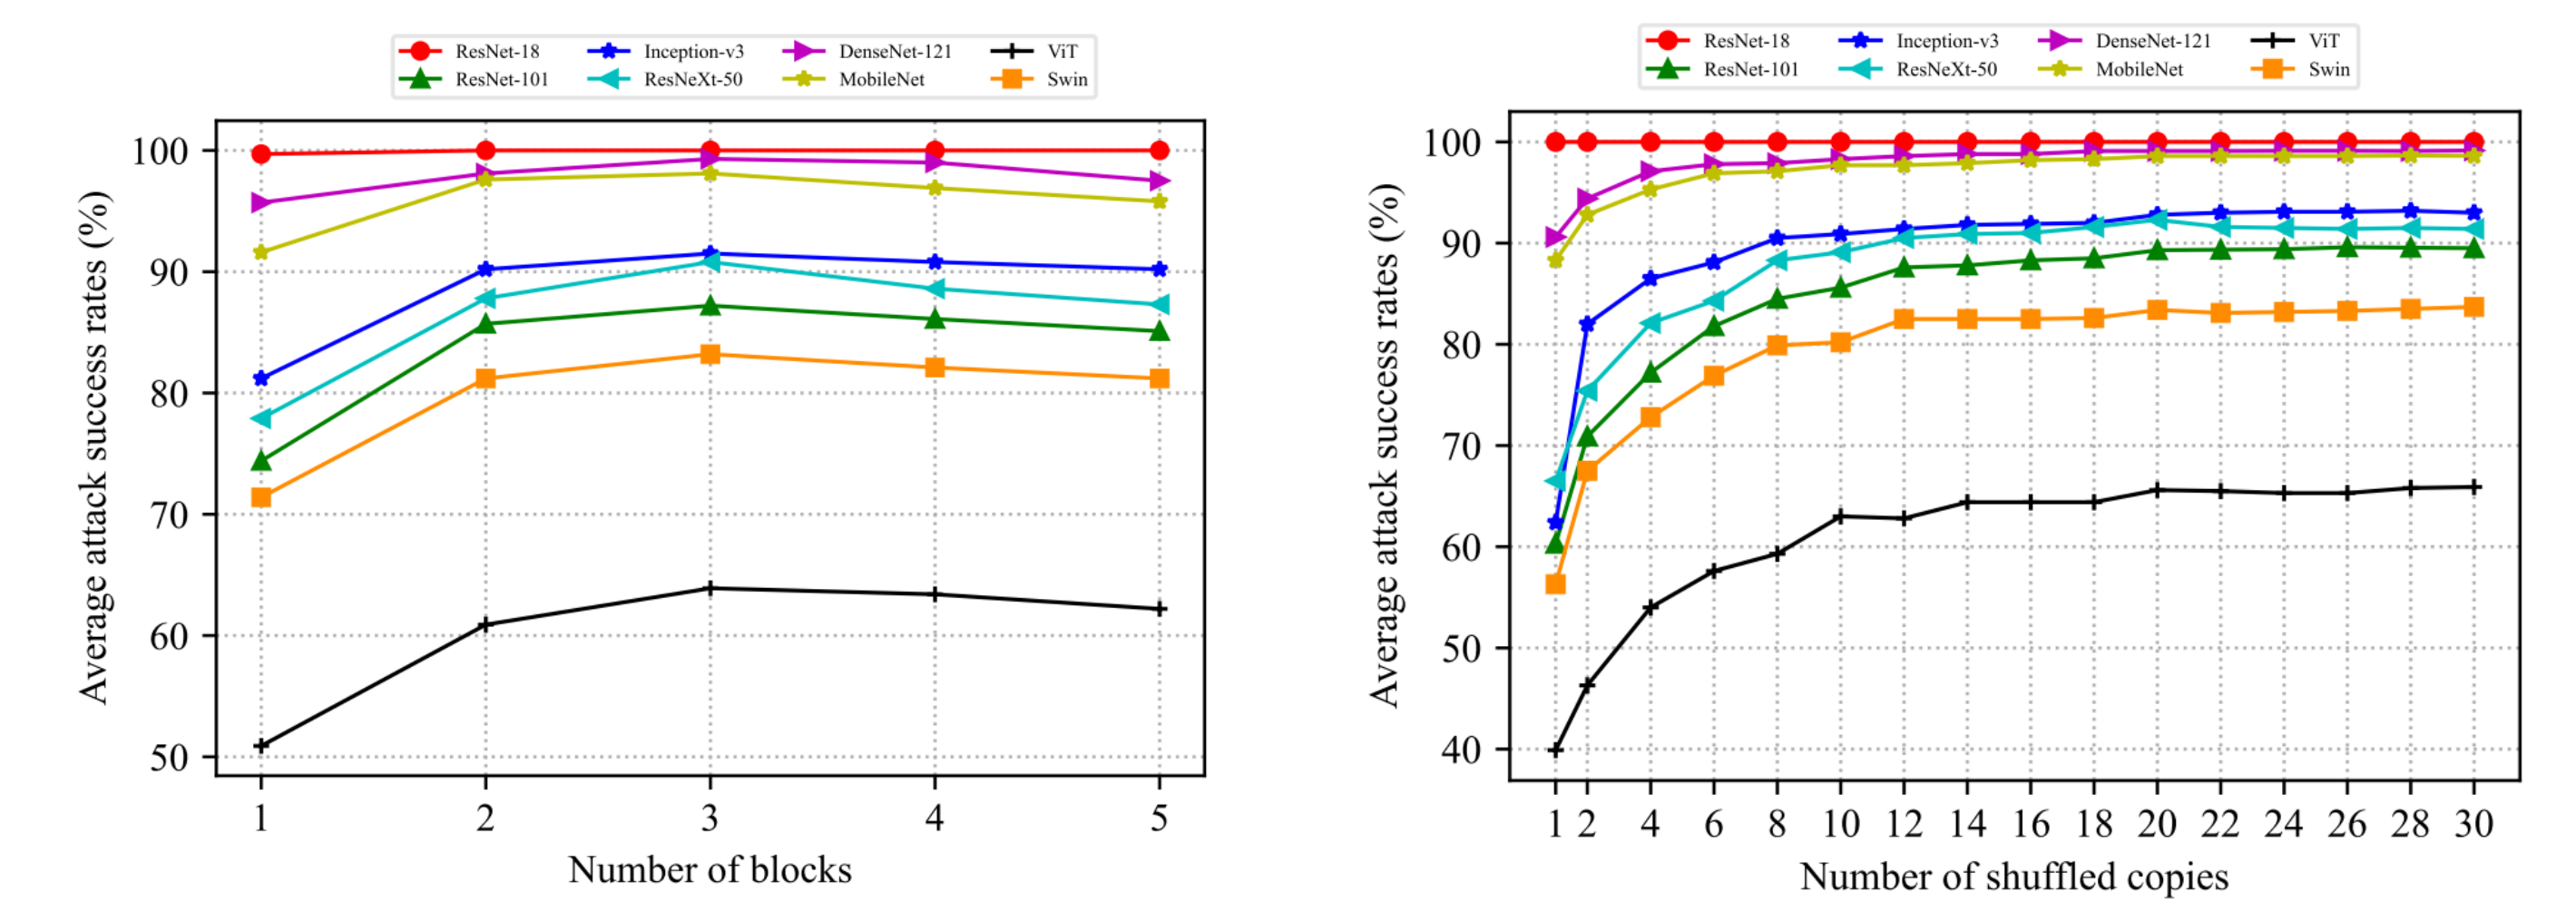 ResNet-18 Inception-v3 DenseNet-121 ViT
ResNet-101 ResNeXt-50 MobileNet Swin
Average attack success rates (%)
100
90
80
70
60
50
1 2 3 4 5
Number of blocks
ResNet-18 Inception-v3 DenseNet-121 ViT
ResNet-101 ResNeXt-50 MobileNet Swin
Average attack success rates (%)
100
90
80
70
60
50
40
1 2 4 6 8 10 12 14 16 18 20 22 24 26 28 30
Number of shuffled copies